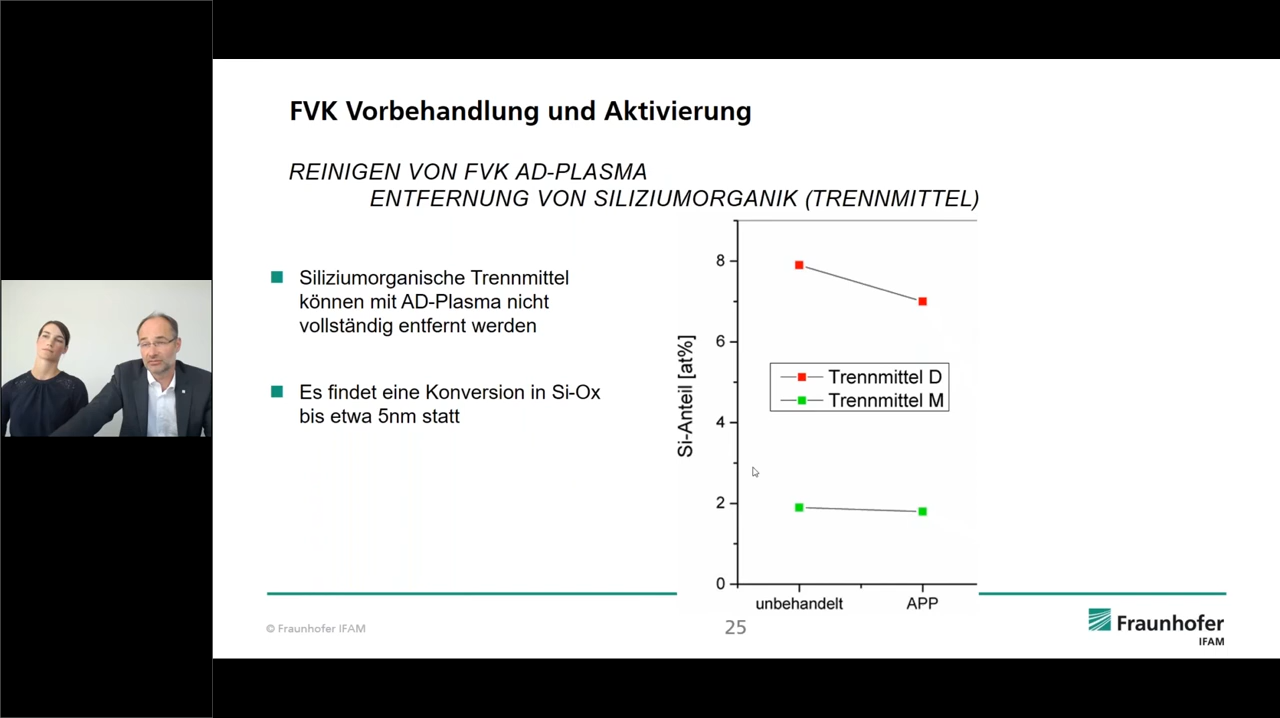 FVK Vorbehandlung und Aktivierung
REINIGEN VON FVK AD-PLASMA
ENTFERNUNG VON SILIZIUMORGANIK (TRENNMITTEL)
Siliziumorganische Trennmittel
können mit AD-Plasma nicht
vollständig entfernt werden
Es findet eine Konversion in Si-Ox
bis etwa 5nm statt
Si-Anteil [at%]
8
6
4
2
0
Trennmittel D
Trennmittel M
unbehandelt
APP
© Fraunhofer IFAM
25
Fraunhofer
IFAM